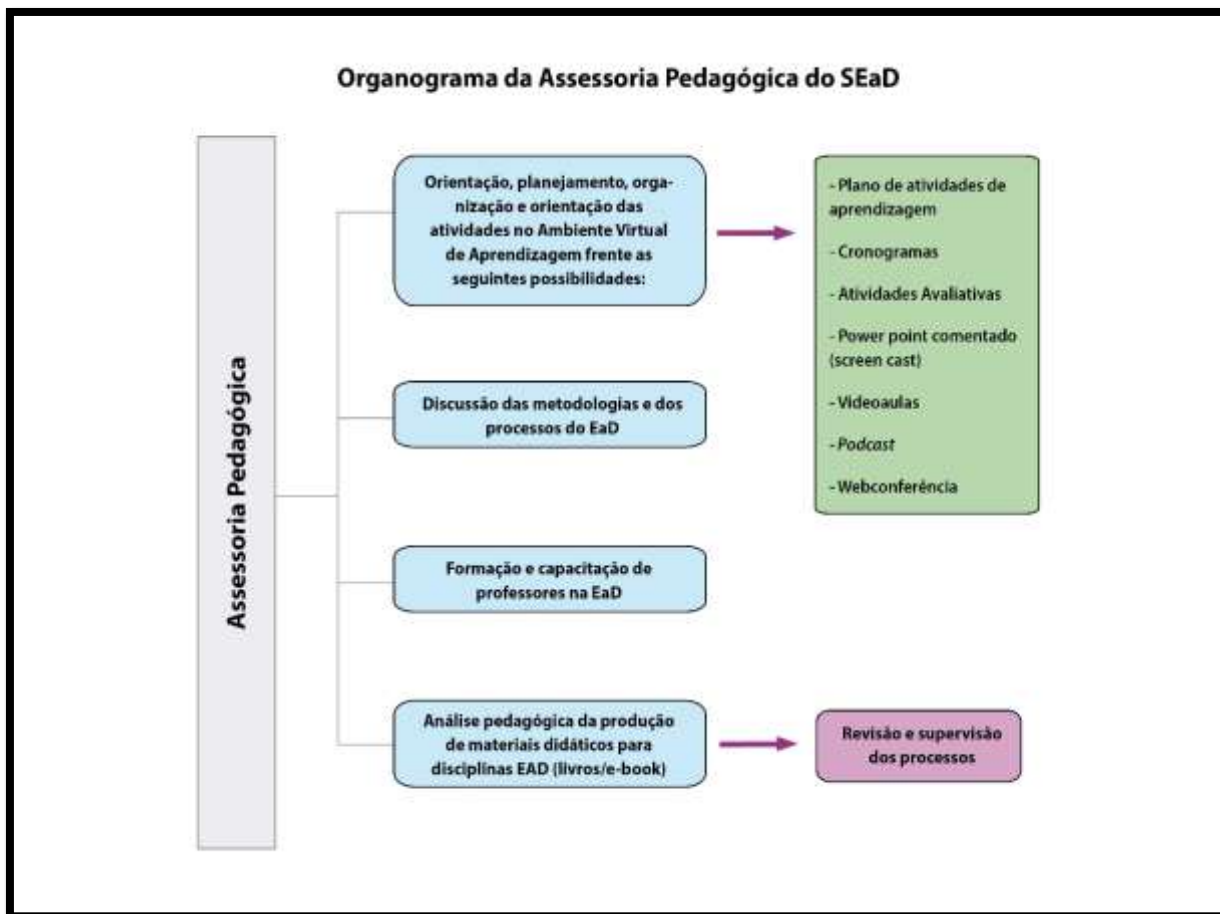 Organograma da Assessoria Pedagógica do SEaD
Assessoria Pedagógica
Orientação, planejamento, orga-
nização e orientação das
atividades no Ambiente Virtual
de Aprendizagem frente as
seguintes possibilidades:
- Plano de atividades de
aprendizagem
- Cronogramas
- Atividades Avaliativas
- Power point comentado
(screen cast)
- Videoaulas
- Podcast
- Webconferência
Discussão das metodologias e dos
processos do EaD
Formação e capacitação de
professores na EaD
Análise pedagógica da produção
de materiais didáticos para
disciplinas EAD (livros/e-book)
Revisão e supervisão
dos processos